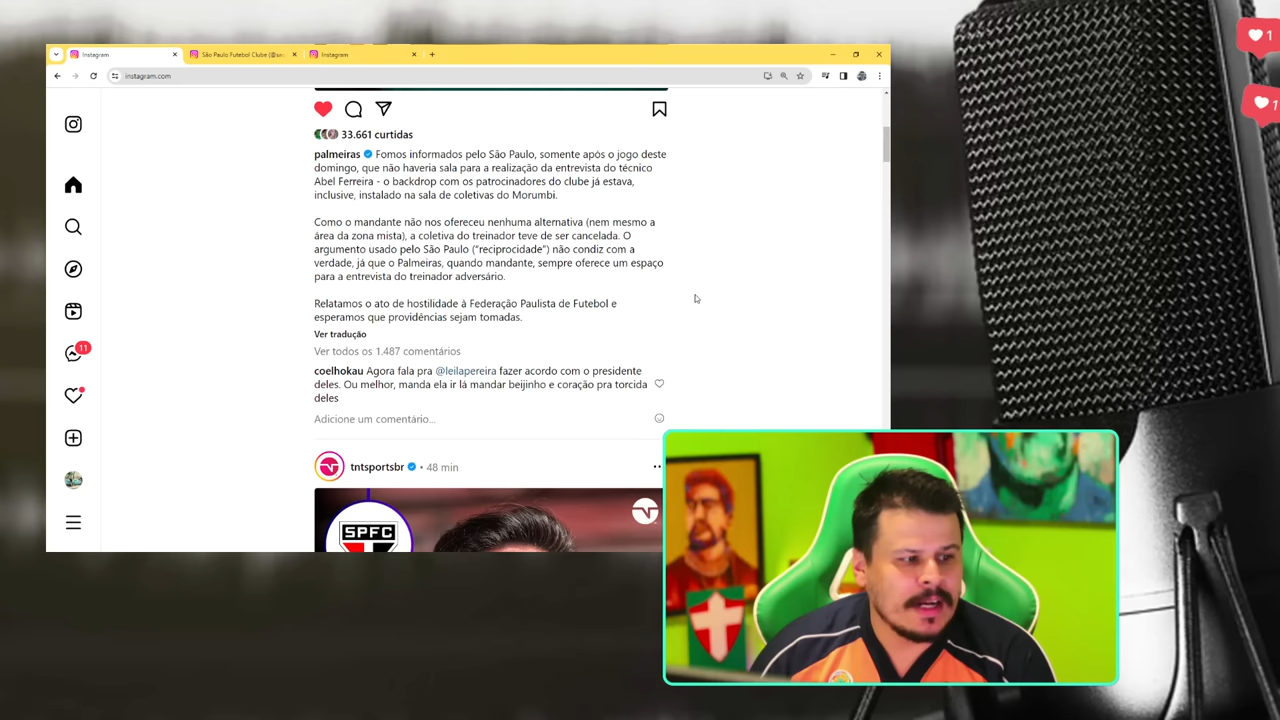 Instagram
São Paulo Futebol Clube (@sa
Instagram
instagram.com
33.661 curtidas
palmeiras Fomos informados pelo São Paulo, somente após o jogo deste
domingo, que não haveria sala para a realização da entrevista do técnico
Abel Ferreira - o backdrop com os patrocinadores do clube já estava,
inclusive, instalado na sala de coletivas do Morumbi.
Como o mandante não nos ofereceu nenhuma alternativa (nem mesmo a
área da zona mista), a coletiva do treinador teve de ser cancelada. O
argumento usado pelo São Paulo (“reciprocidade”) não condiz com a
verdade, já que o Palmeiras, quando mandante, sempre oferece um espaço
para a entrevista do treinador adversário.
Relatamos o ato de hostilidade à Federação Paulista de Futebol e
esperamos que providências sejam tomadas.
Ver tradução
Ver todos os 1.487 comentários
coelhokau Agora fala pra @leilapereira fazer acordo com o presidente
deles. Ou melhor, manda ela ir lá mandar beijinho e coração pra torcida
deles
Adicione um comentário...
tntsportsbr • 48 min
SPFC
11
1
1